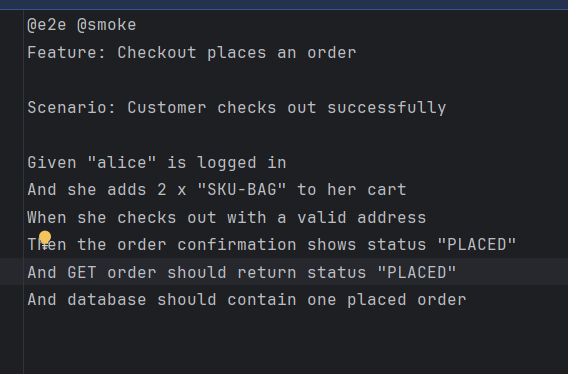 @e2e @smoke
Feature: Checkout places an order
Scenario: Customer checks out successfully
Given "alice" is logged in
And she adds 2 x "SKU-BAG" to her cart
When she checks out with a valid address
Then the order confirmation shows status "PLACED"
And GET order should return status "PLACED"
And database should contain one placed order